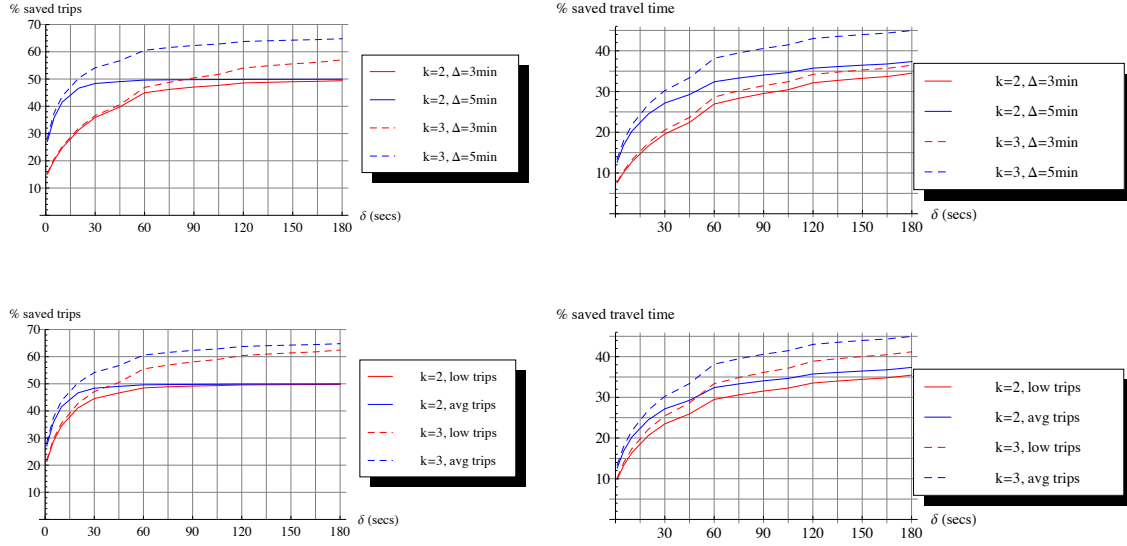 % saved trips
70
60
50
40
30
20
10
0 30 60 90 120 150 180
δ (secs)
k=2, Δ=3min
k=2, Δ=5min
k=3, Δ=3min
k=3, Δ=5min
% saved travel time
40
30
20
10
30 60 90 120 150 180
δ (secs)
k=2, Δ=3min
k=2, Δ=5min
k=3, Δ=3min
k=3, Δ=5min
% saved trips
70
60
50
40
30
20
10
0 30 60 90 120 150 180
δ (secs)
k=2, low trips
k=2, avg trips
k=3, low trips
k=3, avg trips
% saved travel time
40
30
20
10
30 60 90 120 150 180
δ (secs)
k=2, low trips
k=2, avg trips
k=3, low trips
k=3, avg trips